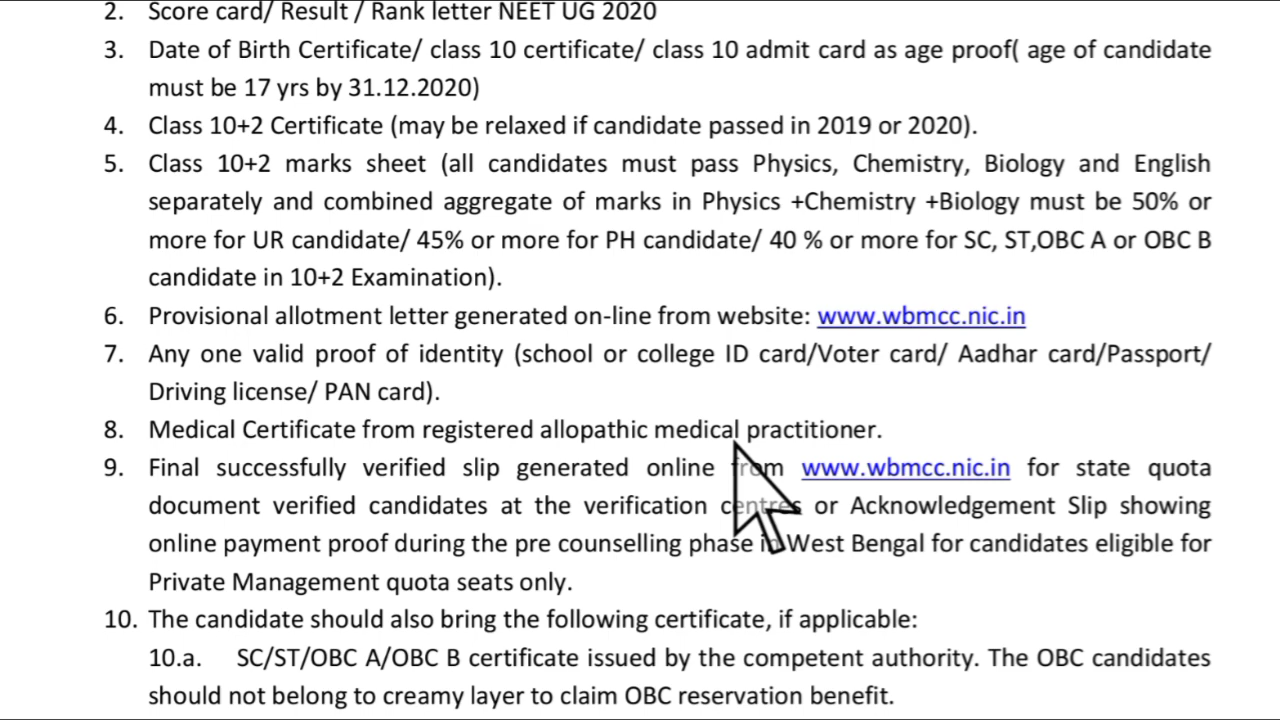 2. Score card/ Result / Rank letter NEET UG 2020
3. Date of Birth Certificate/ class 10 certificate/ class 10 admit card as age proof( age of candidate
must be 17 yrs by 31.12.2020)
4. Class 10+2 Certificate (may be relaxed if candidate passed in 2019 or 2020).
5. Class 10+2 marks sheet (all candidates must pass Physics, Chemistry, Biology and English
separately and combined aggregate of marks in Physics +Chemistry +Biology must be 50% or
more for UR candidate/ 45% or more for PH candidate/ 40 % or more for SC, ST,OBC A or OBC B
candidate in 10+2 Examination).
6. Provisional allotment letter generated on-line from website: www.wbmcc.nic.in
7. Any one valid proof of identity (school or college ID card/Voter card/ Aadhar card/Passport/
Driving license/ PAN card).
8. Medical Certificate from registered allopathic medical practitioner.
9. Final successfully verified slip generated online from www.wbmcc.nic.in for state quota
document verified candidates at the verification centres or Acknowledgement Slip showing
online payment proof during the pre counselling phase in West Bengal for candidates eligible for
Private Management quota seats only.
10. The candidate should also bring the following certificate, if applicable:
10.a. SC/ST/OBC A/OBC B certificate issued by the competent authority. The OBC candidates
should not belong to creamy layer to claim OBC reservation benefit.